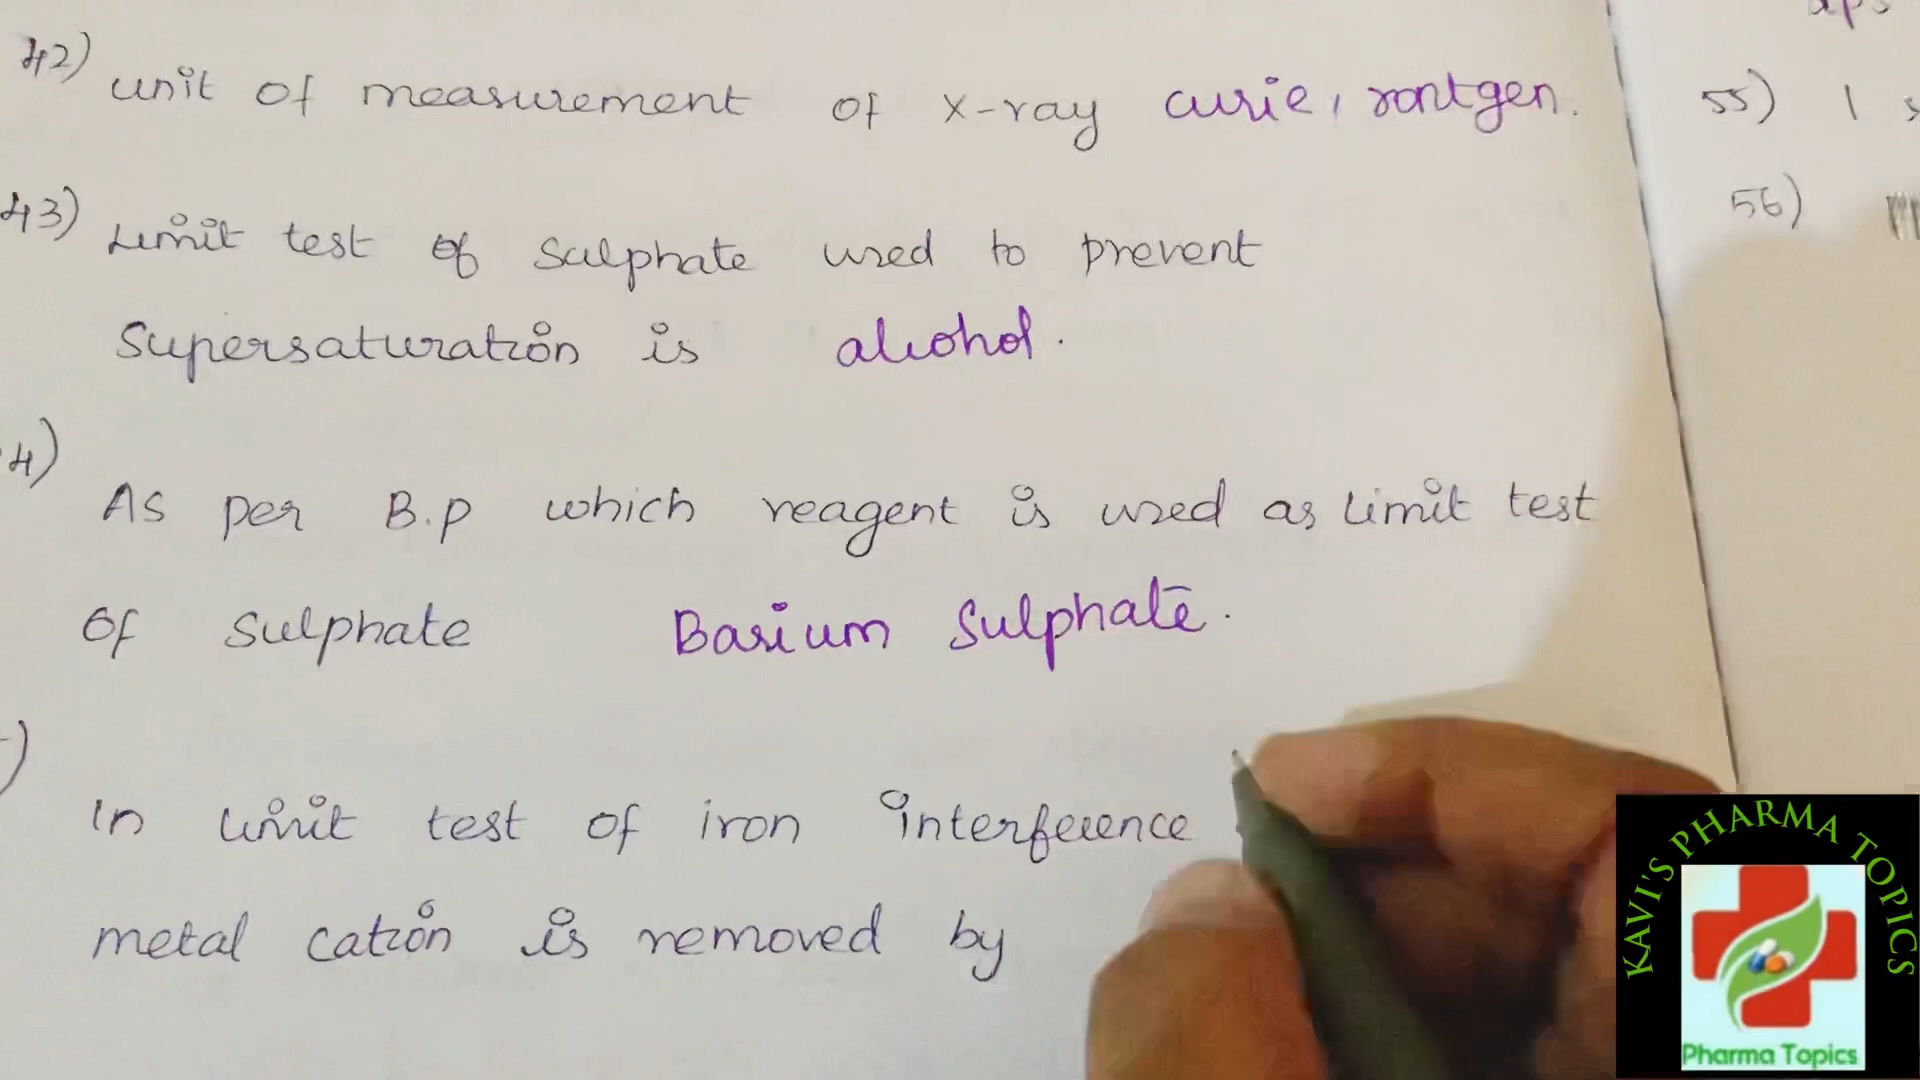 42) unit of measurement of x-ray curie, rontgen.
43) Limit test of sulphate used to prevent
supersaturation is alcohol.
4) As per B.p which reagent is used as limit test
of sulphate Barium Sulphate.
)
In limit test of iron interference
metal cation is removed by
55) 1
56)
KAVI'S PHARMA TOPICS
Pharma Topics